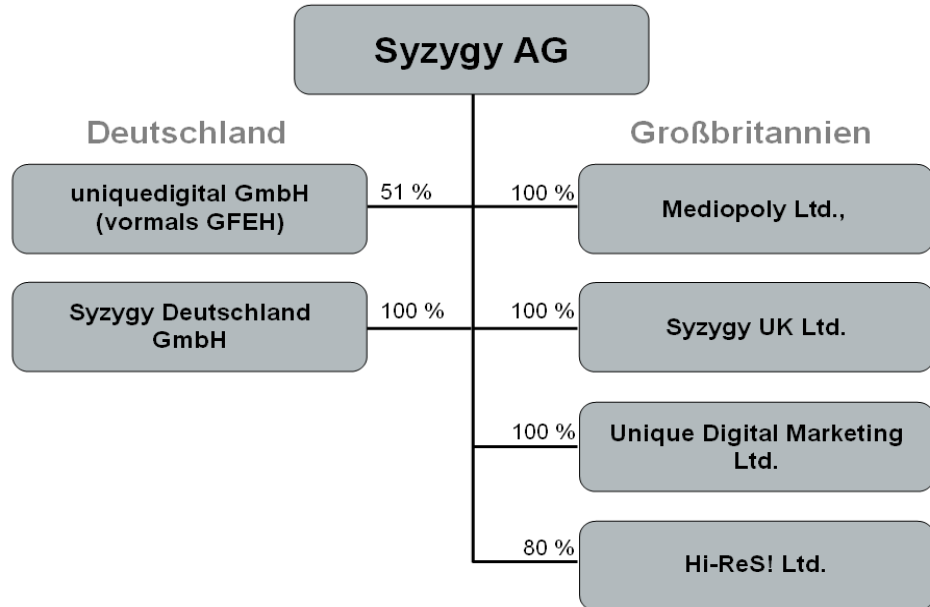 Syzygy AG
Deutschland
Großbritannien
uniquedigital GmbH
(vormals GFEH)
51 %
100 %
Mediopoly Ltd.,
Syzygy Deutschland
GmbH
100 %
100 %
Syzygy UK Ltd.
100 %
Unique Digital Marketing
Ltd.
80 %
Hi-ReS! Ltd.